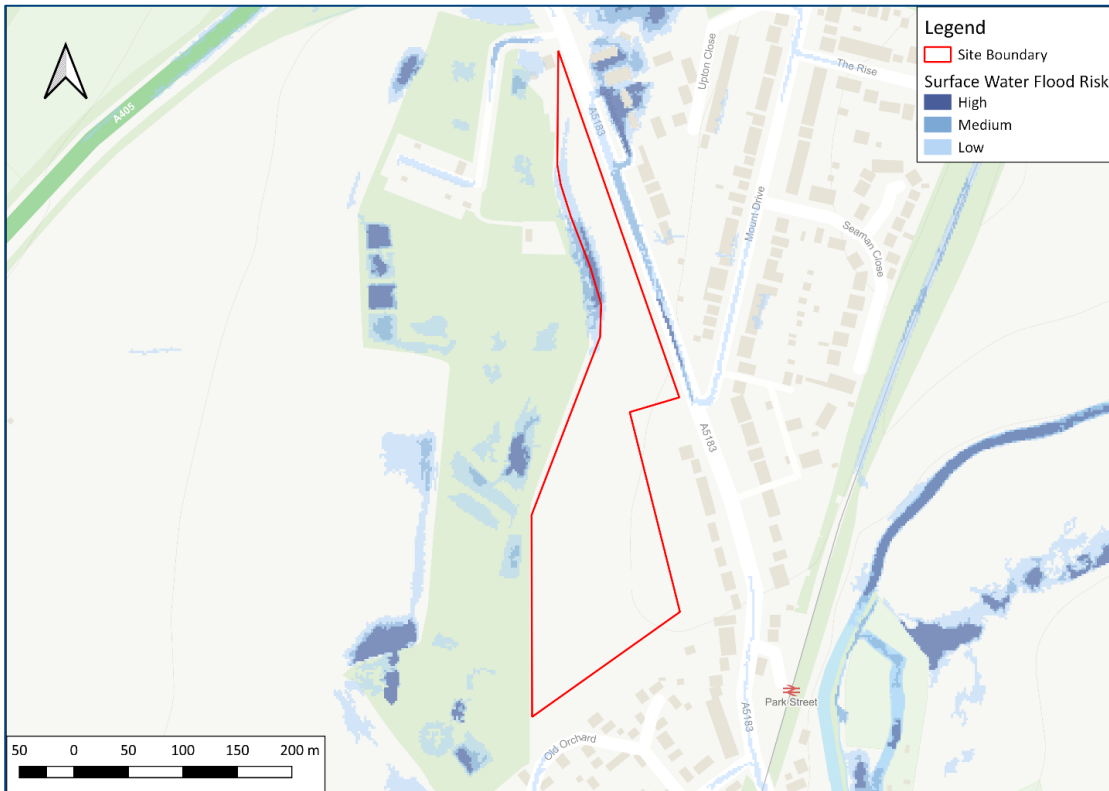 Legend
Site Boundary
Surface Water Flood Risk
High
Medium
Low
A405
A5183
Upton Close
The Rise
Mount Drive
Seaman Close
A5183
A5183
Park Street
Old Orchard
50 0 50 100 150 200 m